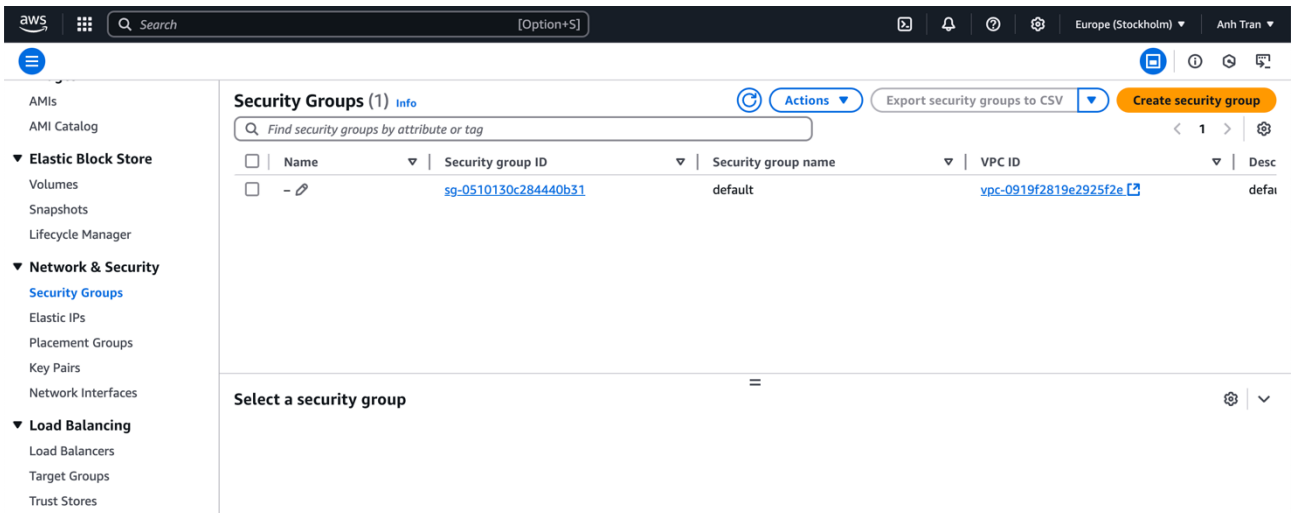 aws Search [Option+S] Europe (Stockholm) Anh Tran
AMIs
AMI Catalog
Elastic Block Store
Volumes
Snapshots
Lifecycle Manager
Network & Security
Security Groups
Elastic IPs
Placement Groups
Key Pairs
Network Interfaces
Load Balancing
Load Balancers
Target Groups
Trust Stores
Security Groups (1) Info Actions Export security groups to CSV Create security group
Find security groups by attribute or tag 1
Name Security group ID Security group name VPC ID Desc
– sg-0510130c284440b31 default vpc-0919f2819e2925f2e defau
Select a security group